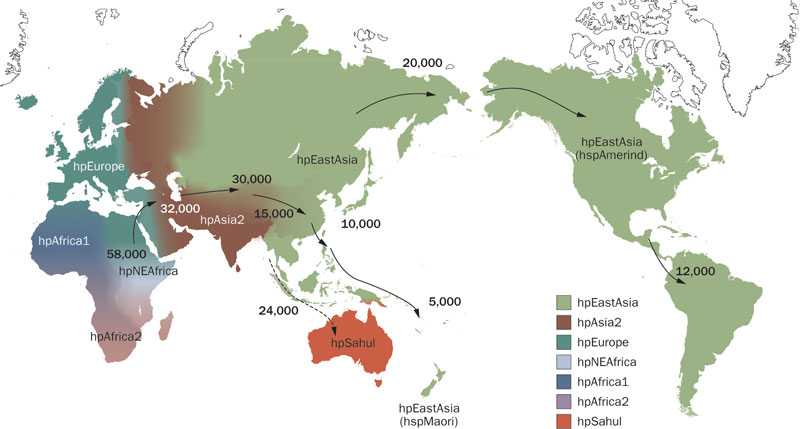 20,000
hpEastAsia
(hspAmerind)
hpEastAsia
hpEurope
30,000
32,000
hpAsia2
15,000
10,000
hpAfrica1
58,000
hpNEAfrica
12,000
5,000
24,000
hpAfrica2
hpSahul
hpEastAsia
(hspMaori)
hpEastAsia
hpAsia2
hpEurope
hpNEAfrica
hpAfrica1
hpAfrica2
hpSahul